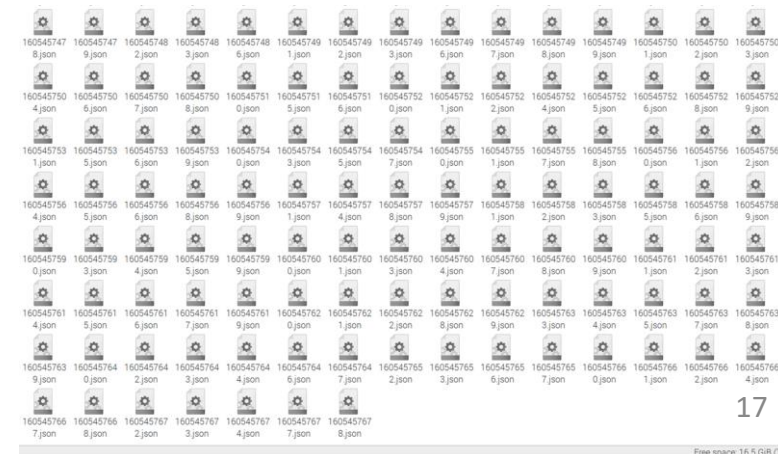 160545747 160545747 160545748 160545748 160545748 160545749 160545749 160545749 160545749 160545749 160545749 160545749 160545750 160545750 160545750
8.json 9.json 2.json 3.json 6.json 1.json 2.json 3.json 6.json 7.json 8.json 9.json 1.json 2.json 3.json
160545750 160545750 160545750 160545750 160545751 160545751 160545751 160545752 160545752 160545752 160545752 160545752 160545752 160545752 160545752
4.json 6.json 7.json 8.json 0.json 5.json 6.json 0.json 1.json 2.json 4.json 5.json 6.json 8.json 9.json
160545753 160545753 160545753 160545753 160545754 160545754 160545754 160545754 160545755 160545755 160545755 160545755 160545756 160545756 160545756
1.json 5.json 6.json 9.json 0.json 3.json 5.json 7.json 0.json 1.json 7.json 8.json 0.json 1.json 2.json
160545756 160545756 160545756 160545756 160545756 160545757 160545757 160545757 160545757 160545758 160545758 160545758 160545758 160545758 160545758
4.json 5.json 6.json 8.json 9.json 1.json 4.json 8.json 9.json 1.json 2.json 3.json 5.json 6.json 9.json
160545759 160545759 160545759 160545759 160545759 160545760 160545760 160545760 160545760 160545760 160545760 160545760 160545761 160545761 160545761
0.json 3.json 4.json 5.json 9.json 0.json 1.json 3.json 4.json 7.json 8.json 9.json 1.json 2.json 3.json
160545761 160545761 160545761 160545761 160545761 160545762 160545762 160545762 160545762 160545762 160545763 160545763 160545763 160545763 160545763
4.json 5.json 6.json 7.json 9.json 0.json 1.json 2.json 8.json 9.json 3.json 4.json 5.json 7.json 8.json
160545763 160545764 160545764 160545764 160545764 160545764 160545764 160545765 160545765 160545765 160545765 160545766 160545766 160545766 160545766
9.json 0.json 2.json 3.json 4.json 6.json 7.json 2.json 3.json 6.json 7.json 0.json 1.json 2.json 4.json
160545766 160545766 160545767 160545767 160545767 160545767 160545767
7.json 8.json 2.json 3.json 4.json 7.json 8.json
17
Free space: 16.5 GiB